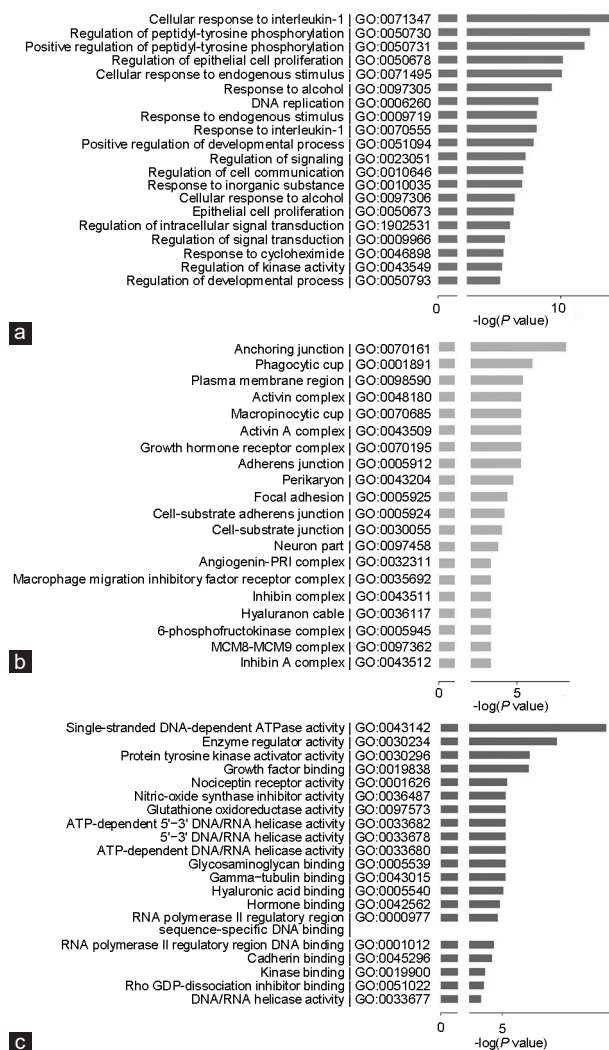 Cellular response to interleukin-1 | GO:0071347
Regulation of peptidyl-tyrosine phosphorylation | GO:0050730
Positive regulation of peptidyl-tyrosine phosphorylation | GO:0050731
Regulation of epithelial cell proliferation | GO:0050678
Cellular response to endogenous stimulus | GO:0071495
Response to alcohol | GO:0097305
DNA replication | GO:0006260
Response to endogenous stimulus | GO:0009719
Response to interleukin-1 | GO:0070555
Positive regulation of developmental process | GO:0051094
Regulation of signaling | GO:0023051
Regulation of cell communication | GO:0010646
Response to inorganic substance | GO:0010035
Cellular response to alcohol | GO:0097306
Epithelial cell proliferation | GO:0050673
Regulation of intracellular signal transduction | GO:1902531
Regulation of signal transduction | GO:0009966
Response to cycloheximide | GO:0046898
Regulation of kinase activity | GO:0043549
Regulation of developmental process | GO:0050793
0 10
-log(P value)
a
Anchoring junction | GO:0070161
Phagocytic cup | GO:0001891
Plasma membrane region | GO:0098590
Activin complex | GO:0048180
Macropinocytic cup | GO:0070685
Activin A complex | GO:0043509
Growth hormone receptor complex | GO:0070195
Adherens junction | GO:0005912
Perikaryon | GO:0043204
Focal adhesion | GO:0005925
Cell-substrate adherens junction | GO:0005924
Cell-substrate junction | GO:0030055
Neuron part | GO:0097458
Angiogenin-PRI complex | GO:0032311
Macrophage migration inhibitory factor receptor complex | GO:0035692
Inhibin complex | GO:0043511
Hyaluranon cable | GO:0036117
6-phosphofructokinase complex | GO:0005945
MCM8-MCM9 complex | GO:0097362
Inhibin A complex | GO:0043512
0 5
-log(P value)
b
Single-stranded DNA-dependent ATPase activity | GO:0043142
Enzyme regulator activity | GO:0030234
Protein tyrosine kinase activator activity | GO:0030296
Growth factor binding | GO:0019838
Nociceptin receptor activity | GO:0001626
Nitric-oxide synthase inhibitor activity | GO:0036487
Glutathione oxidoreductase activity | GO:0097573
ATP-dependent 5'−3' DNA/RNA helicase activity | GO:0033682
5'−3' DNA/RNA helicase activity | GO:0033678
ATP-dependent DNA/RNA helicase activity | GO:0033680
Glycosaminoglycan binding | GO:0005539
Gamma−tubulin binding | GO:0043015
Hyaluronic acid binding | GO:0005540
Hormone binding | GO:0042562
RNA polymerase II regulatory region | GO:0000977
sequence-specific DNA binding |
RNA polymerase II regulatory region DNA binding | GO:0001012
Cadherin binding | GO:0045296
Kinase binding | GO:0019900
Rho GDP-dissociation inhibitor binding | GO:0051022
DNA/RNA helicase activity | GO:0033677
0 5
-log(P value)
c